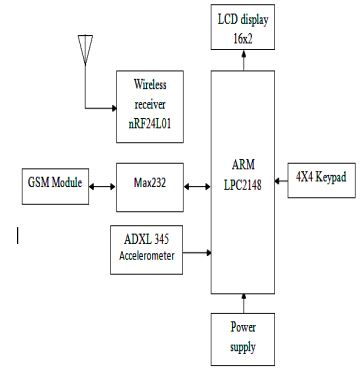 LCD display
16x2
Wireless
receiver
nRF24L01
ARM
LPC2148
GSM Module
Max232
4X4 Keypad
ADXL 345
Accelerometer
Power
supply